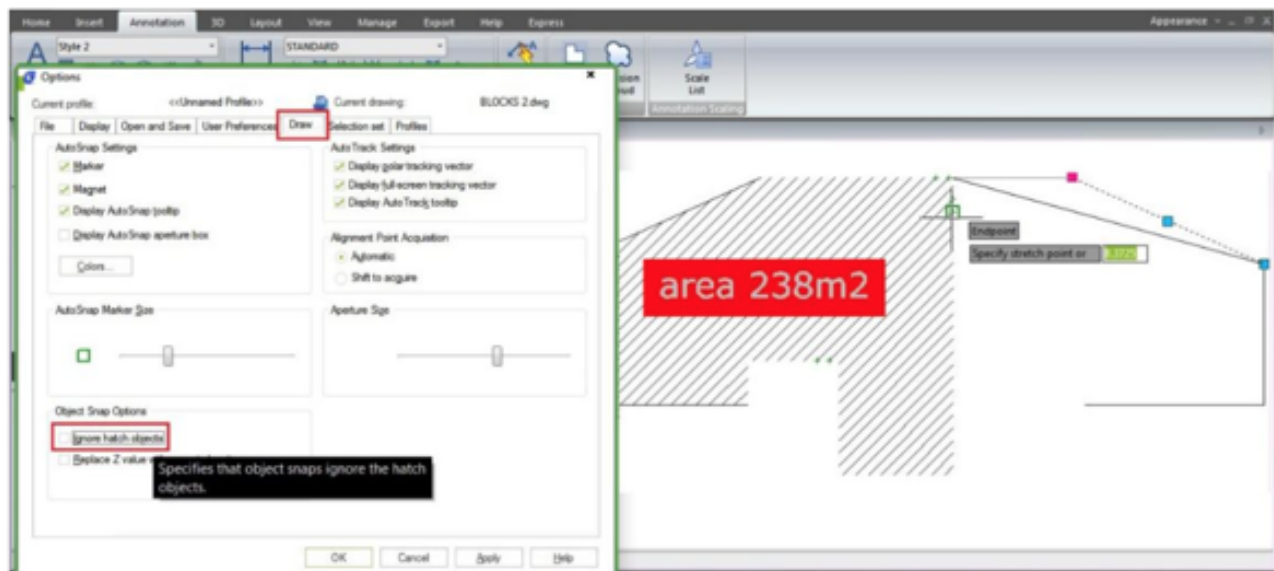 Home Insert Annotation 3D Layout View Manage Export Help Express Appearance
Style 2 STANDARD
Scale
List
Annotation Scaling
Options
Current profile: <<Unnamed Profile>> Current drawing: BLOCKS 2.dwg
File Display Open and Save User Preferences Draw Selection set Profiles
AutoSnap Settings
Marker
Magnet
Display AutoSnap tooltip
Display AutoSnap aperture box
Colors...
AutoTrack Settings
Display polar tracking vector
Display full-screen tracking vector
Display AutoTrack tooltip
Alignment Point Acquisition
Automatic
Shift to acquire
AutoSnap Marker Size
Aperture Size
Object Snap Options
Ignore hatch objects
Replace Z value
Specifies that object snaps ignore the hatch
objects.
OK Cancel Apply Help
Endpoint
Specify stretch point or
area 238m2